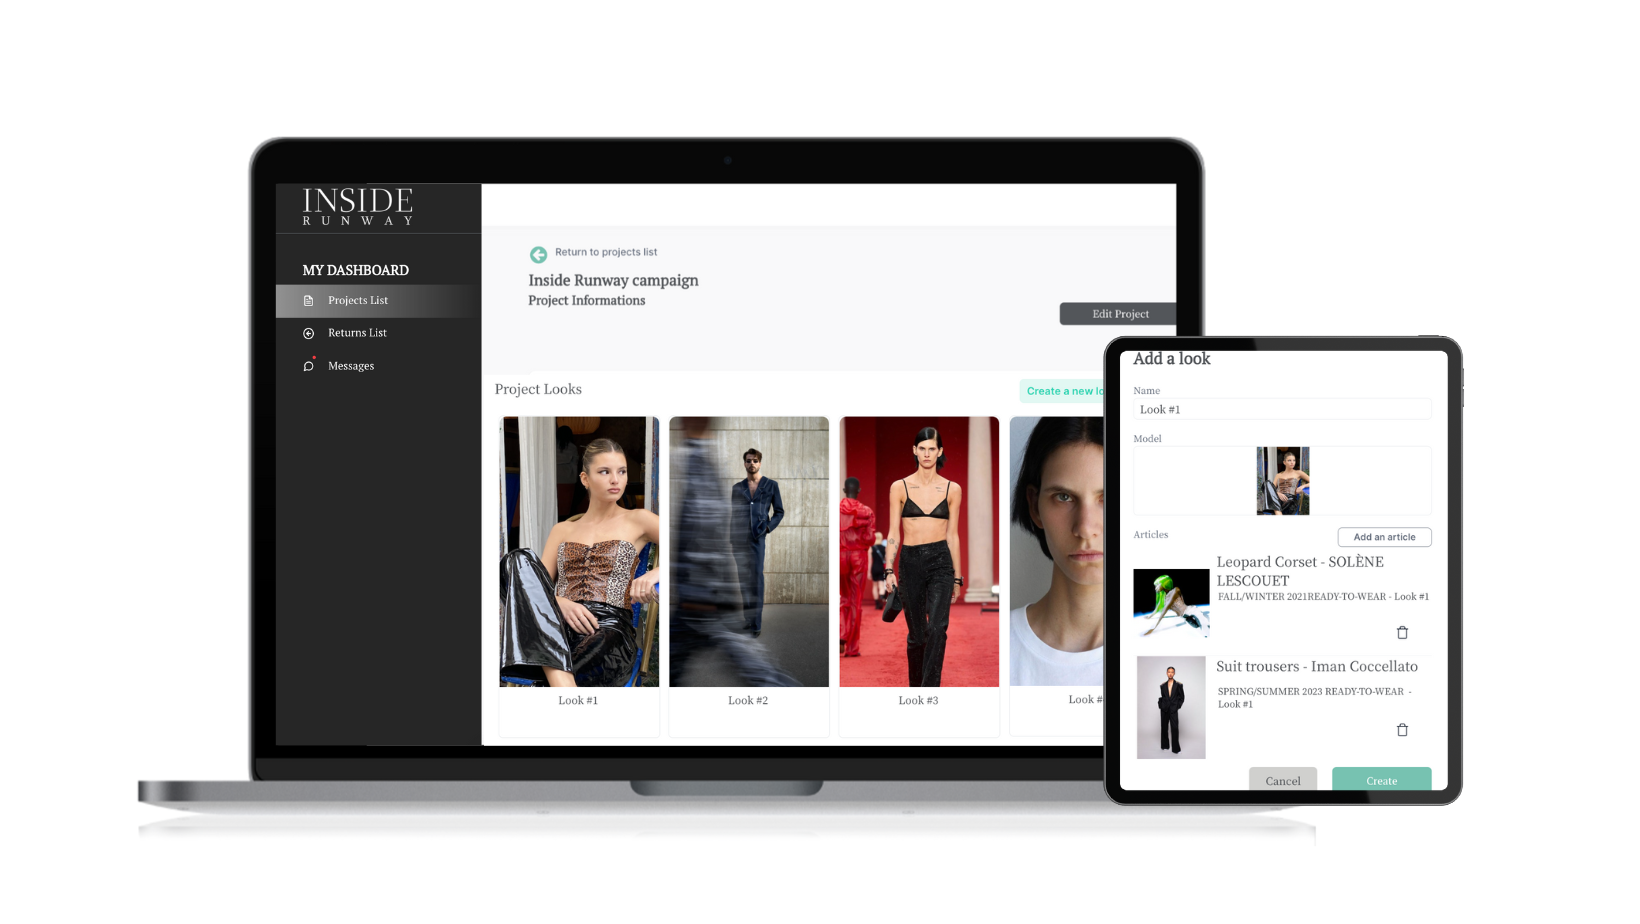 INSIDE
RUNWAY
MY DASHBOARD
Projects List
Returns List
Messages
Return to projects list
Inside Runway campaign
Project Informations
Edit Project
Project Looks
Create a new lo
Look #1
Look #2
Look #3
Look #
Add a look
Name
Look #1
Model
Articles
Add an article
Leopard Corset - SOLÈNE
LESCOUET
FALL/WINTER 2021READY-TO-WEAR - Look #1
Suit trousers - Iman Coccellato
SPRING/SUMMER 2023 READY-TO-WEAR -
Look #1
Cancel
Create